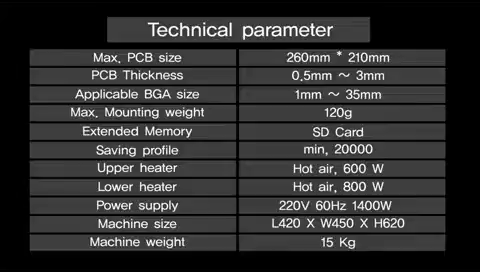 Technical parameter
Max, PCB size 260mm * 210mm
PCB Thickness 0.5mm ~ 3mm
Applicable BGA size 1mm ~ 35mm
Max, Mounting weight 120g
Extended Memory SD Card
Saving profile min, 20000
Upper heater Hot air, 600 W
Lower heater Hot air, 800 W
Power supply 220V 60Hz 1400W
Machine size L420 X W450 X H620
Machine weight 15 Kg